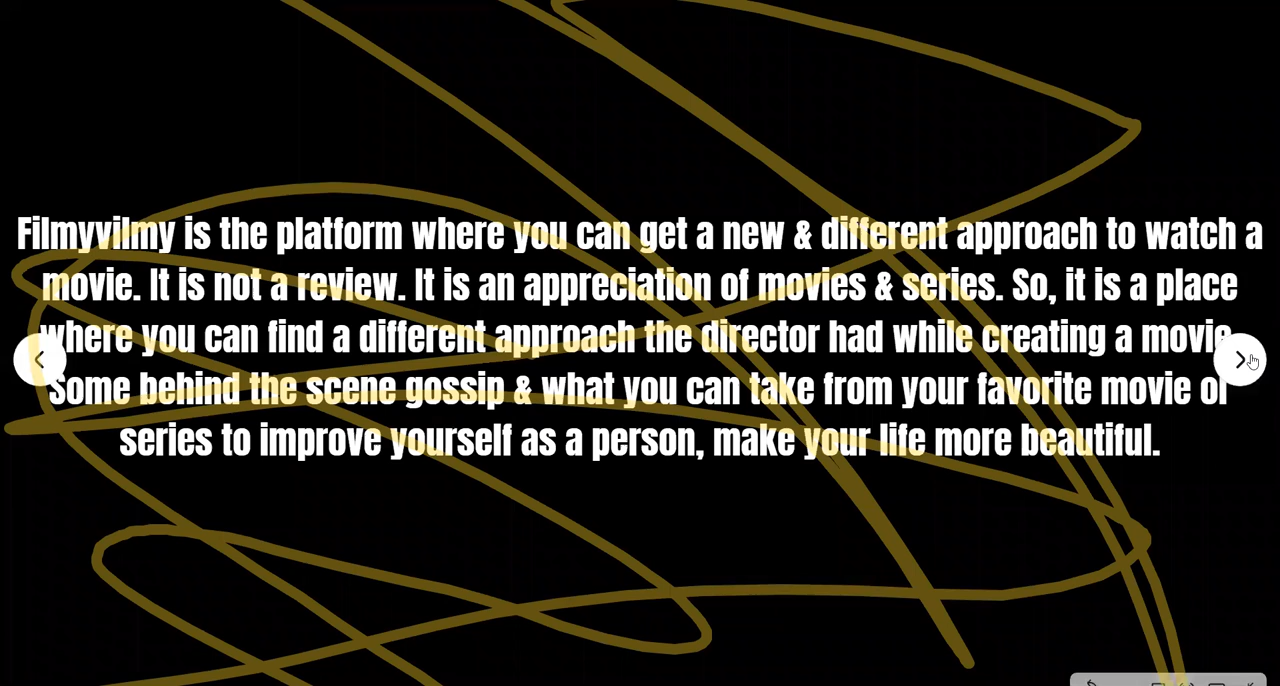 Filmyvilmy is the platform where you can get a new & different approach to watch a
movie. It is not a review. It is an appreciation of movies & series. So, it is a place
where you can find a different approach the director had while creating a movie
Some behind the scene gossip & what you can take from your favorite movie or
series to improve yourself as a person, make your life more beautiful.